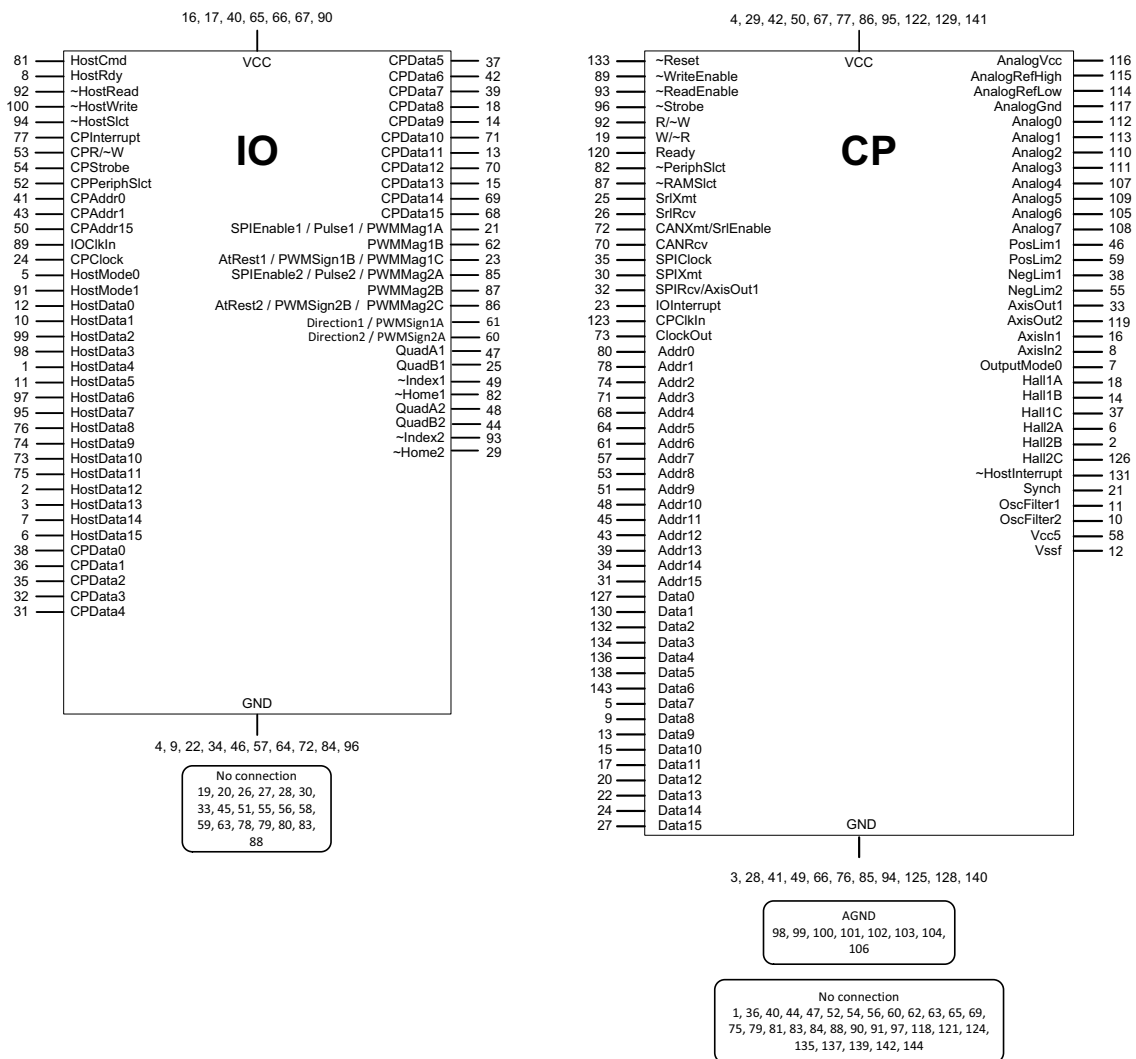 16, 17, 40, 65, 66, 67, 90
VCC
IO
81 HostCmd
8 HostRdy
92 ~HostRead
100 ~HostWrite
94 ~HostSlct
77 CPInterrupt
53 CPR/~W
54 CPStrobe
52 CPPeriphSlct
41 CPAddr0
43 CPAddr1
50 CPAddr15
89 IOClkIn
24 CPClock
5 HostMode0
91 HostMode1
12 HostData0
10 HostData1
99 HostData2
98 HostData3
1 HostData4
11 HostData5
97 HostData6
95 HostData7
76 HostData8
74 HostData9
73 HostData10
75 HostData11
2 HostData12
3 HostData13
7 HostData14
6 HostData15
38 CPData0
36 CPData1
35 CPData2
32 CPData3
31 CPData4
CPData5 37
CPData6 42
CPData7 39
CPData8 18
CPData9 14
CPData10 71
CPData11 13
CPData12 70
CPData13 15
CPData14 69
CPData15 68
SPIEnable1 / Pulse1 / PWMMag1A 21
PWMMag1B 62
AtRest1 / PWMSign1B / PWMMag1C 23
SPIEnable2 / Pulse2 / PWMMag2A 85
PWMMag2B 87
AtRest2 / PWMSign2B / PWMMag2C 86
Direction1 / PWMSign1A 61
Direction2 / PWMSign2A 60
QuadA1 47
QuadB1 25
~Index1 49
~Home1 82
QuadA2 48
QuadB2 44
~Index2 93
~Home2 29
GND
4, 9, 22, 34, 46, 57, 64, 72, 84, 96
No connection
19, 20, 26, 27, 28, 30,
33, 45, 51, 55, 56, 58,
59, 63, 78, 79, 80, 83,
88
4, 29, 42, 50, 67, 77, 86, 95, 122, 129, 141
VCC
CP
133 ~Reset
89 ~WriteEnable
93 ~ReadEnable
96 ~Strobe
92 R/~W
19 W/~R
120 Ready
82 ~PeriphSlct
87 ~RAMSlct
25 SrlXmt
26 SrlRcv
72 CANXmt/SrlEnable
70 CANRcv
35 SPIClock
30 SPIXmt
32 SPIRcv/AxisOut1
23 IOInterrupt
123 CPClkIn
73 ClockOut
80 Addr0
78 Addr1
74 Addr2
71 Addr3
68 Addr4
64 Addr5
61 Addr6
57 Addr7
53 Addr8
51 Addr9
48 Addr10
45 Addr11
43 Addr12
39 Addr13
34 Addr14
31 Addr15
127 Data0
130 Data1
132 Data2
134 Data3
136 Data4
138 Data5
143 Data6
5 Data7
9 Data8
13 Data9
15 Data10
17 Data11
20 Data12
22 Data13
24 Data14
27 Data15
AnalogVcc 116
AnalogRefHigh 115
AnalogRefLow 114
AnalogGnd 117
Analog0 112
Analog1 113
Analog2 110
Analog3 111
Analog4 107
Analog5 109
Analog6 105
Analog7 108
PosLim1 46
PosLim2 59
NegLim1 38
NegLim2 55
AxisOut1 33
AxisOut2 119
AxisIn1 16
AxisIn2 8
OutputMode0 7
Hall1A 18
Hall1B 14
Hall1C 37
Hall2A 6
Hall2B 2
Hall2C 126
~HostInterrupt 131
Synch 21
OscFilter1 11
OscFilter2 10
Vcc5 58
Vssf 12
GND
3, 28, 41, 49, 66, 76, 85, 94, 125, 128, 140
AGND
98, 99, 100, 101, 102, 103, 104,
106
No connection
1, 36, 40, 44, 47, 52, 54, 56, 60, 62, 63, 65, 69,
75, 79, 81, 83, 84, 88, 90, 91, 97, 118, 121, 124,
135, 137, 139, 142, 144